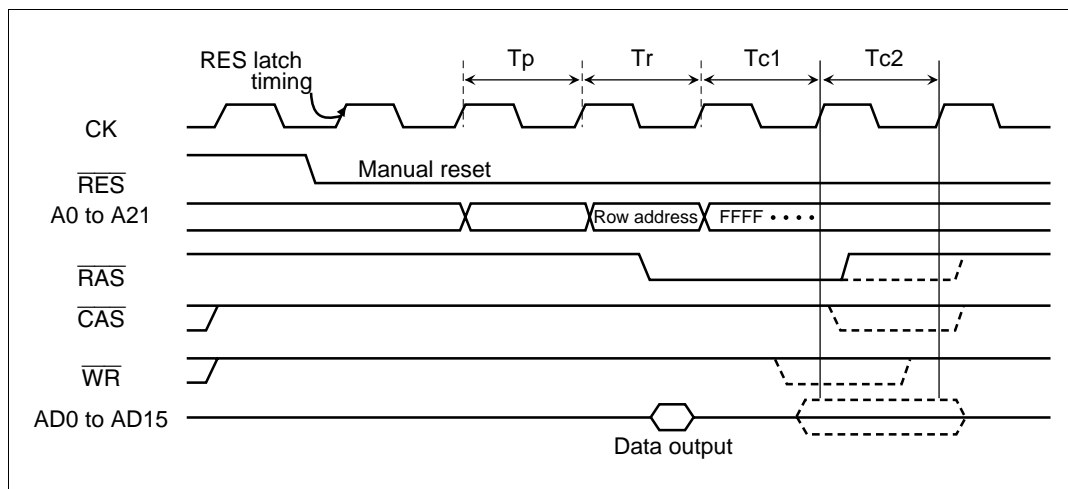 RES latch
timing
Tp
Tr
Tc1
Tc2
CK
RES
Manual reset
A0 to A21
Row address
FFFF ····
RAS
CAS
WR
AD0 to AD15
Data output